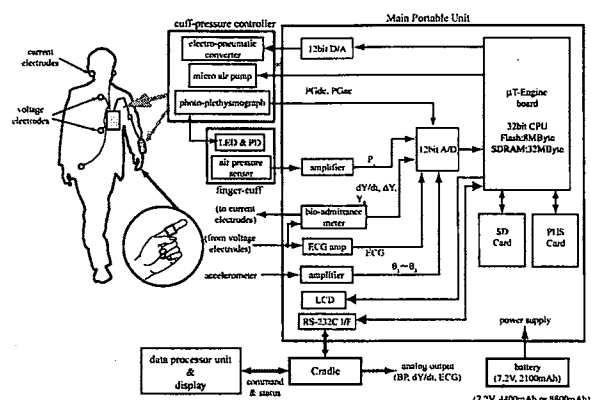 cuff-pressure controller
Main Portable Unit
current
electrodes
voltage
electrodes
electro-pneumatic
converter
micro air pump
photo-plethysmograph
LED & PD
air pressure
sensor
finger-cuff
12bit D/A
PGdc, PGac
μT-Engine
board
32bit CPU
Flash:8MByte
SDRAM:32MByte
12bit A/D
amplifier
dY/dt, ΔY,
(to current
electrodes)
bio-admittance
meter
(from voltage
electrodes)
ECG amp
ECG
accelerometer
amplifier
LCD
RS-232C I/F
SD
Card
PHS
Card
power supply
data processor unit
&
display
command
& status
Cradle
analog output
(BP, dY/dt, ECG)
battery
(7.2V, 2100mAh)